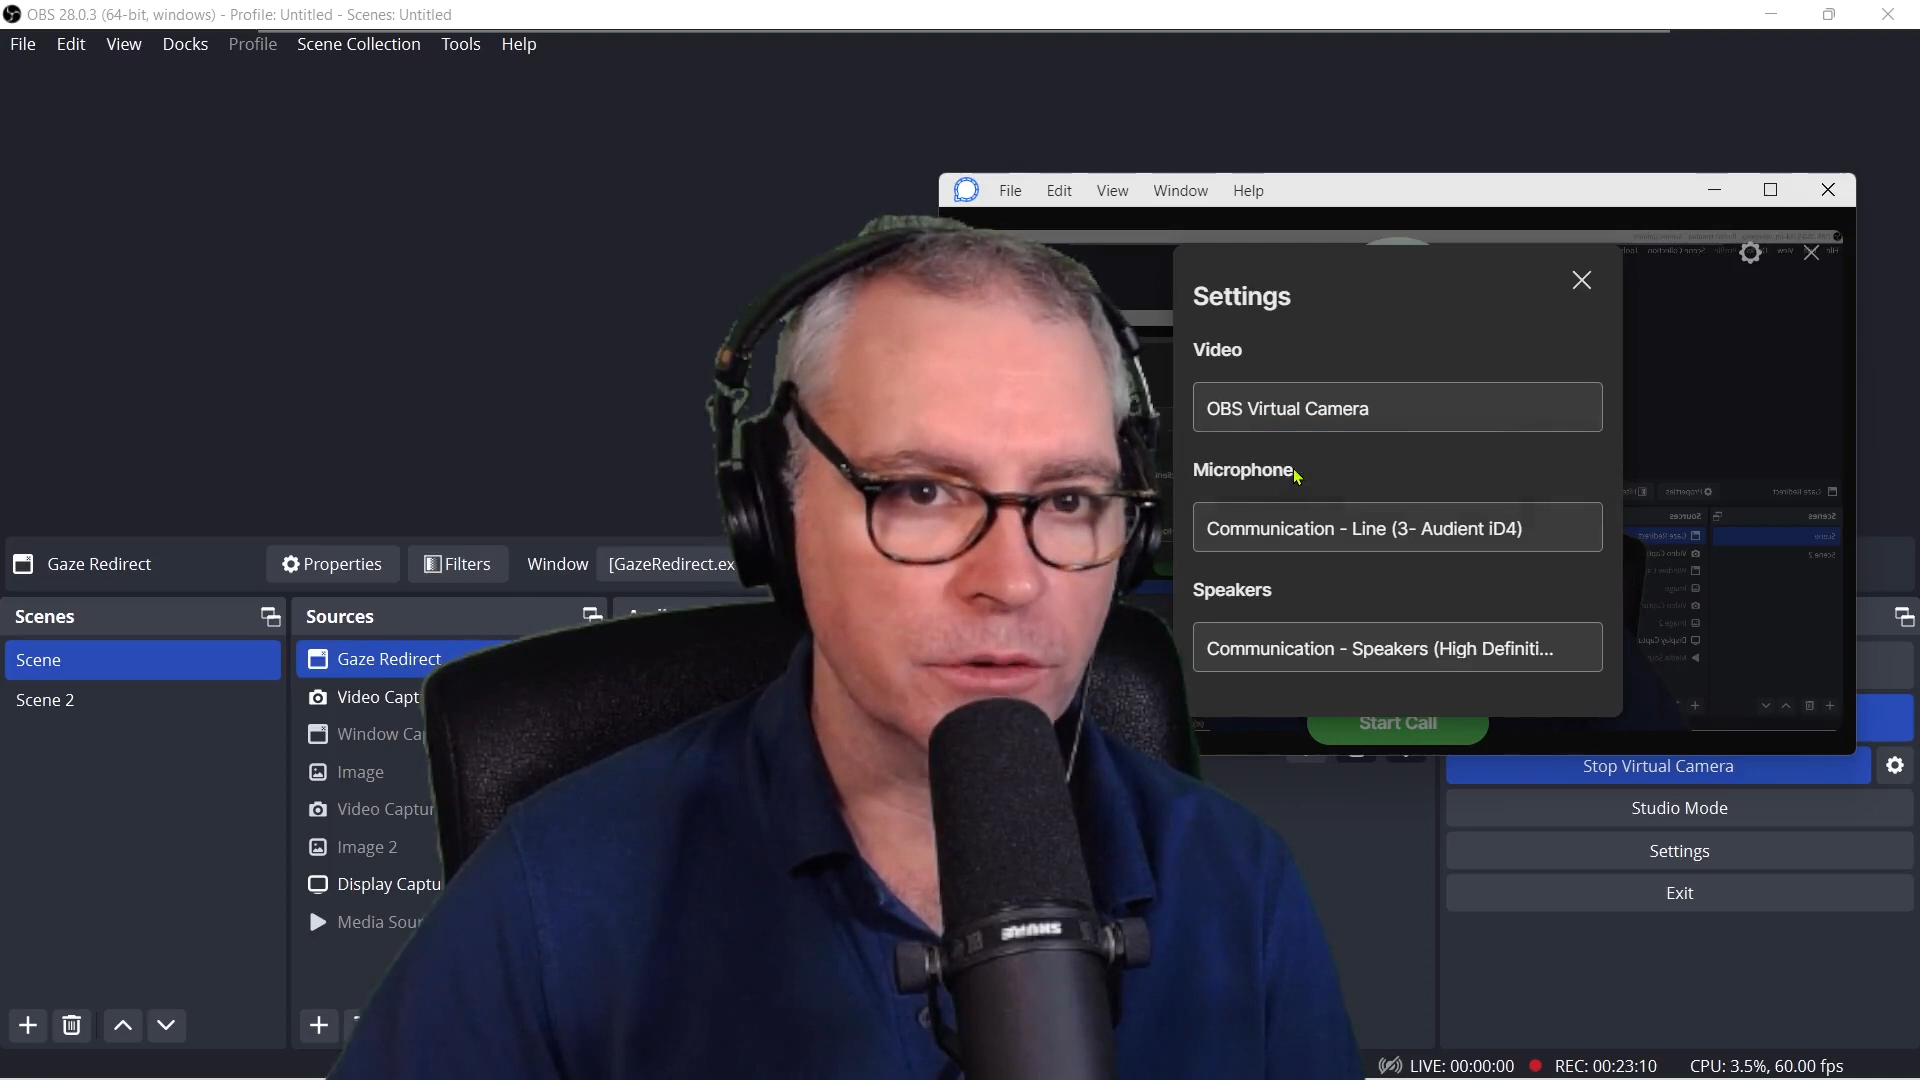 OBS 28.0.3 (64-bit, windows) - Profile: Untitled - Scenes: Untitled
File Edit View Docks Profile Scene Collection Tools Help
File Edit View Window Help
Settings
Video
OBS Virtual Camera
Microphone
Communication - Line (3- Audient iD4)
Speakers
Communication - Speakers (High Definiti...
Start Call
Gaze Redirect Properties Filters Window [GazeRedirect.ex
Scenes
Scene
Scene 2
Sources
Gaze Redirect
Video Capt
Window Ca
Image
Video Captur
Image 2
Display Captu
Media Sour
Stop Virtual Camera
Studio Mode
Settings
Exit
SHURE
LIVE: 00:00:00 REC: 00:23:10 CPU: 3.5%, 60.00 fps